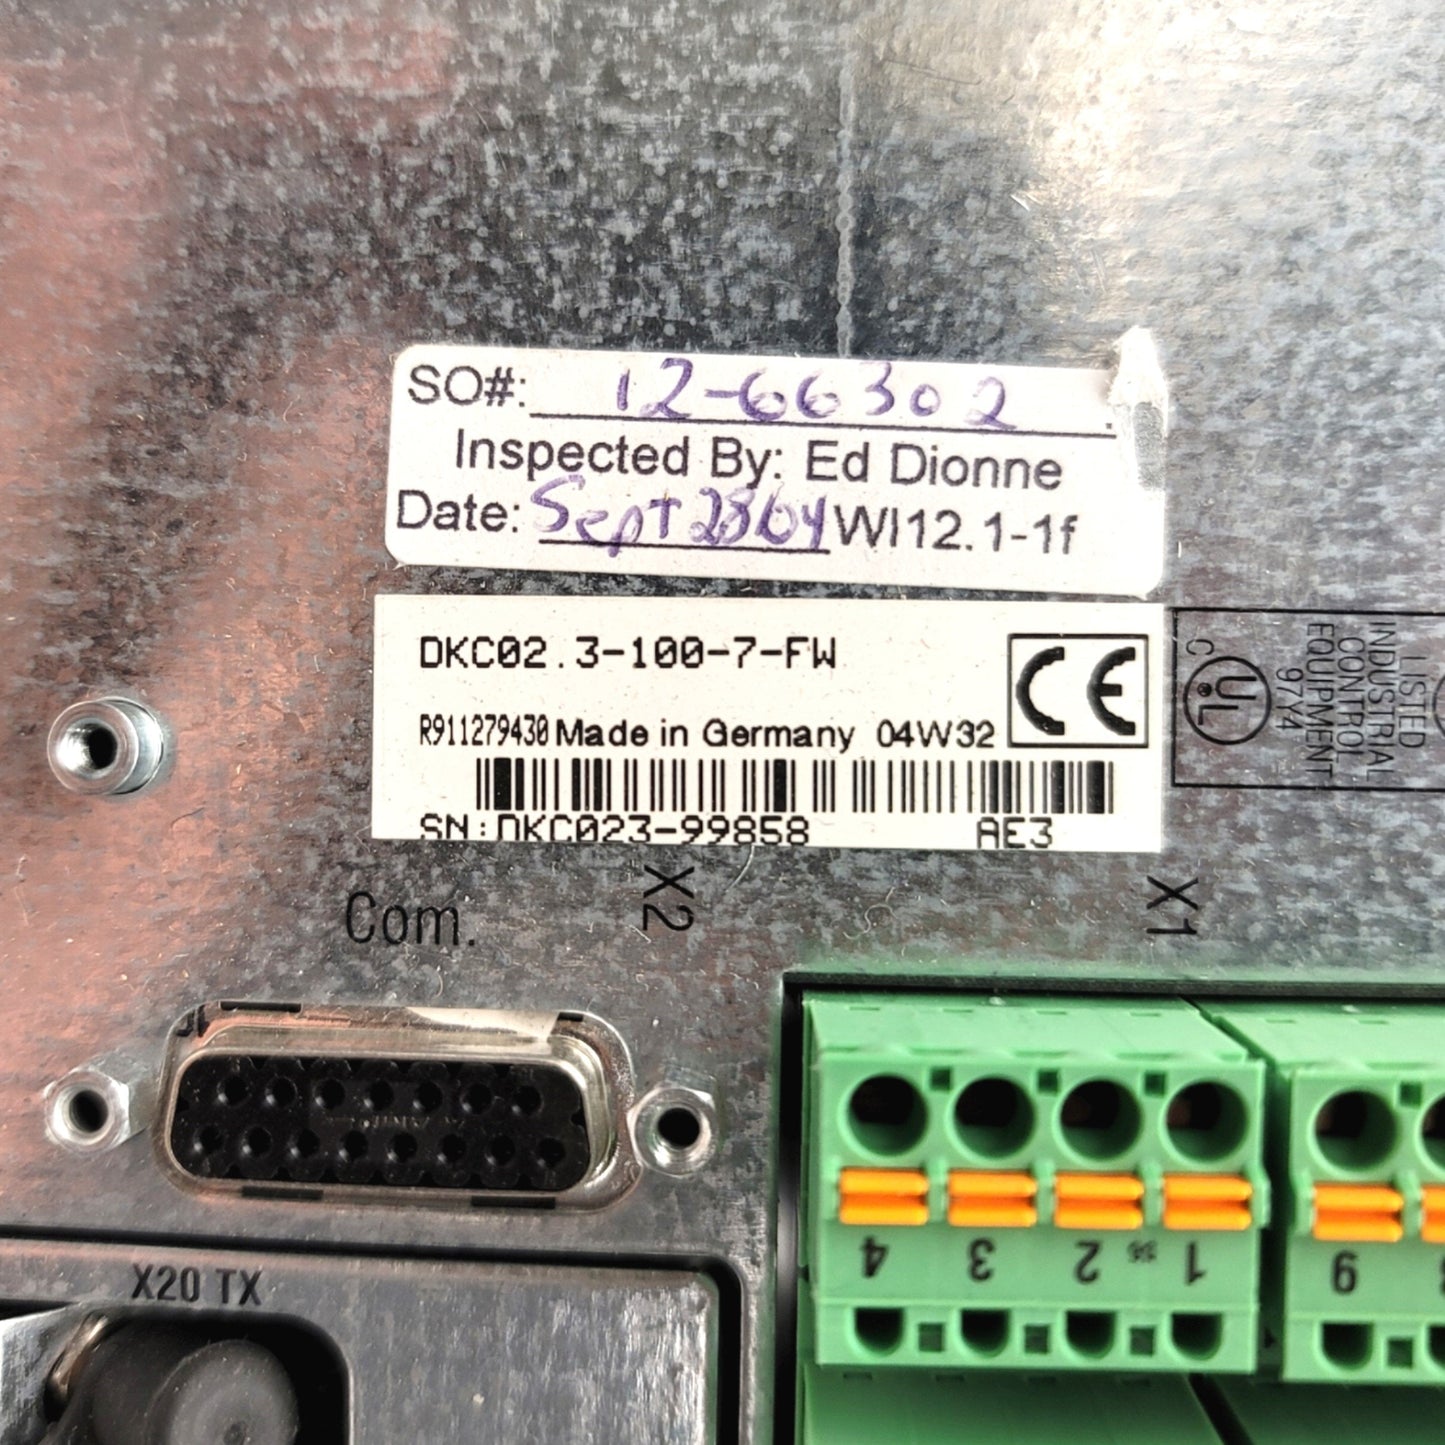 SO#: 12-66302
Inspected By: Ed Dionne
Date: Sept 28/04 WI12.1-1f
DKC02.3-100-7-FW
R911279430 Made in Germany 04W32
CE
SN:DKC023-99858 AE3
C UL
LISTED
INDUSTRIAL
CONTROL
EQUIPMENT
97Y4
Com.
X2
X1
X20 TX
4 3 2 1
9